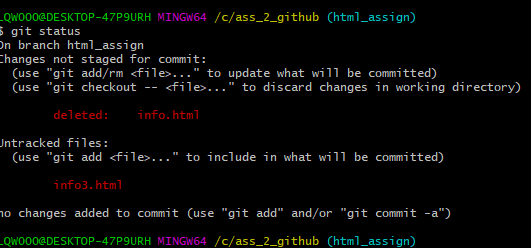 LQWOOO@DESKTOP-47P9URH MINGW64 /c/ass_2_github (html_assign)
$ git status
On branch html_assign
Changes not staged for commit:
(use "git add/rm <file>..." to update what will be committed)
(use "git checkout -- <file>..." to discard changes in working directory)
deleted: info.html
Untracked files:
(use "git add <file>..." to include in what will be committed)
info3.html
no changes added to commit (use "git add" and/or "git commit -a")
LQWOOO@DESKTOP-47P9URH MINGW64 /c/ass_2_github (html_assign)